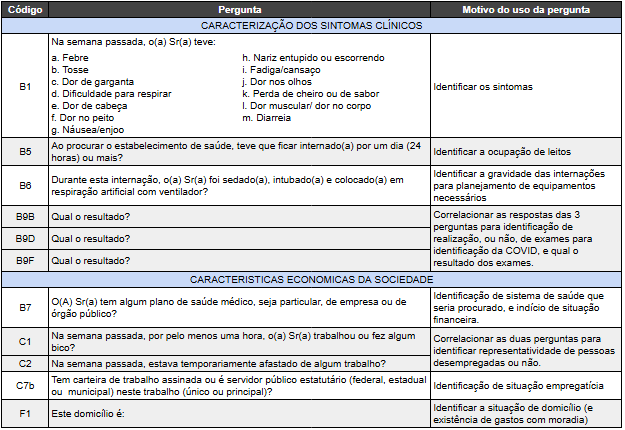 Código Pergunta Motivo do uso da pergunta
CARACTERIZAÇÃO DOS SINTOMAS CLÍNICOS
B1
Na semana passada, o(a) Sr(a) teve:
a. Febre
b. Tosse
c. Dor de garganta
d. Dificuldade para respirar
e. Dor de cabeça
f. Dor no peito
g. Náusea/enjoo
h. Nariz entupido ou escorrendo
i. Fadiga/cansaço
j. Dor nos olhos
k. Perda de cheiro ou de sabor
l. Dor muscular/ dor no corpo
m. Diarreia
Identificar os sintomas
B5
Ao procurar o estabelecimento de saúde, teve que ficar internado(a) por um dia (24
horas) ou mais?
Identificar a ocupação de leitos
B6
Durante esta internação, o(a) Sr(a) foi sedado(a), intubado(a) e colocado(a) em
respiração artificial com ventilador?
Identificar a gravidade das internações
para planejamento de equipamentos
necessários
B9B Qual o resultado?
B9D Qual o resultado?
B9F Qual o resultado?
Correlacionar as respostas das 3
perguntas para identificação de
realização, ou não, de exames para
identificação da COVID, e qual o
resultado dos exames.
CARACTERISTICAS ECONOMICAS DA SOCIEDADE
B7
O(A) Sr(a) tem algum plano de saúde médico, seja particular, de empresa ou de
órgão público?
Identificação de sistema de saúde que
seria procurado, e indício de situação
financeira.
C1
Na semana passada, por pelo menos uma hora, o(a) Sr(a) trabalhou ou fez algum
bico?
C2 Na semana passada, estava temporariamente afastado de algum trabalho?
Correlacionar as duas perguntas para
identificar representatividade de pessoas
desempregadas ou não.
C7b
Tem carteira de trabalho assinada ou é servidor público estatutário (federal, estadual
ou municipal) neste trabalho (único ou principal)?
Identificação de situação empregatícia
F1 Este domicílio é:
Identificar a situação de domicílio (e
existência de gastos com moradia)